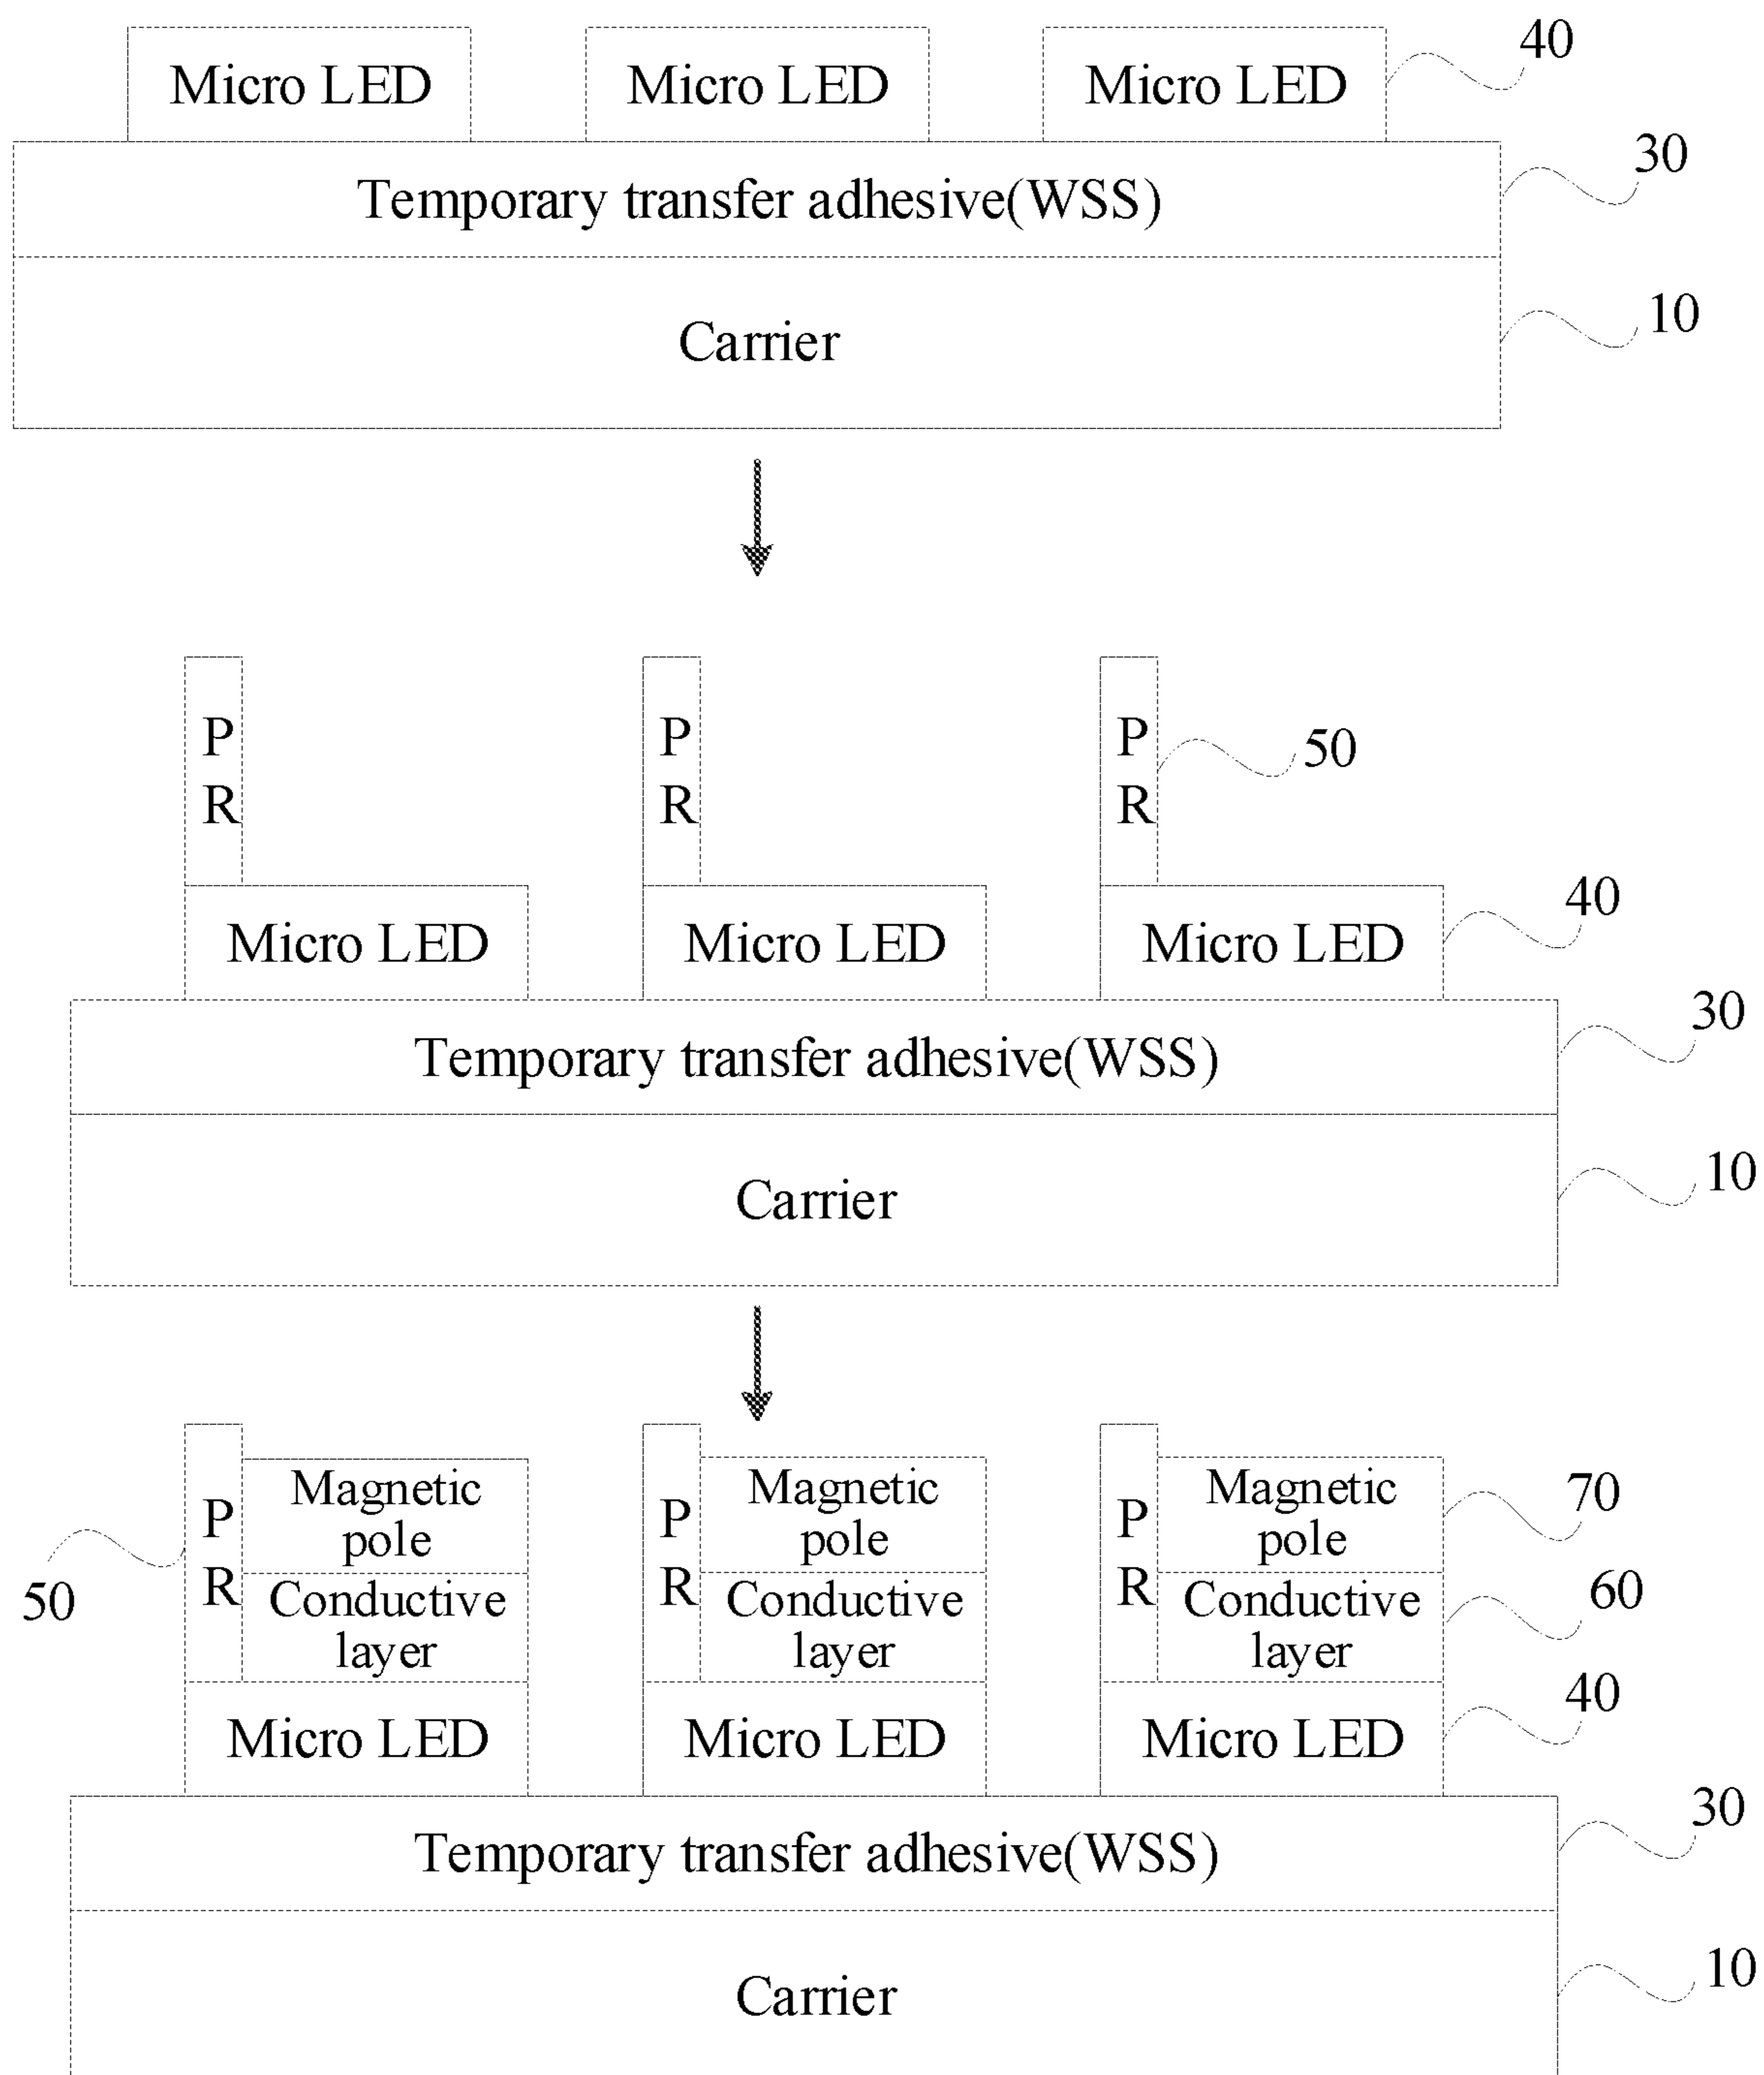 Micro LED Micro LED Micro LED 40
Temporary transfer adhesive(WSS) 30
Carrier 10
P P P
R R R 50
Micro LED Micro LED Micro LED 40
Temporary transfer adhesive(WSS) 30
Carrier 10
P Magnetic P Magnetic P Magnetic 70
pole pole pole
50 R Conductive R Conductive R Conductive 60
layer layer layer
Micro LED Micro LED Micro LED 40
Temporary transfer adhesive(WSS) 30
Carrier 10